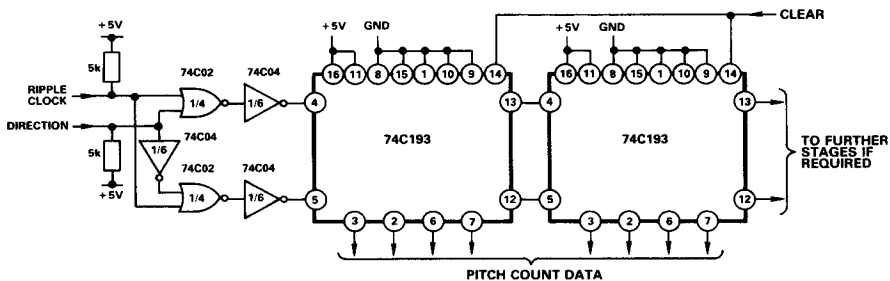 +5V
5k
RIPPLE
CLOCK
DIRECTION
5k
+5V
74C02
1/4
74C04
1/6
74C04
1/6
74C02
1/4
74C04
1/6
+5V
GND
16 11 8 15 1 10 9 14
4
5
13
12
74C193
3 2 6 7
+5V
GND
16 11 8 15 1 10 9 14
4
5
13
12
74C193
3 2 6 7
CLEAR
TO FURTHER
STAGES IF
REQUIRED
PITCH COUNT DATA